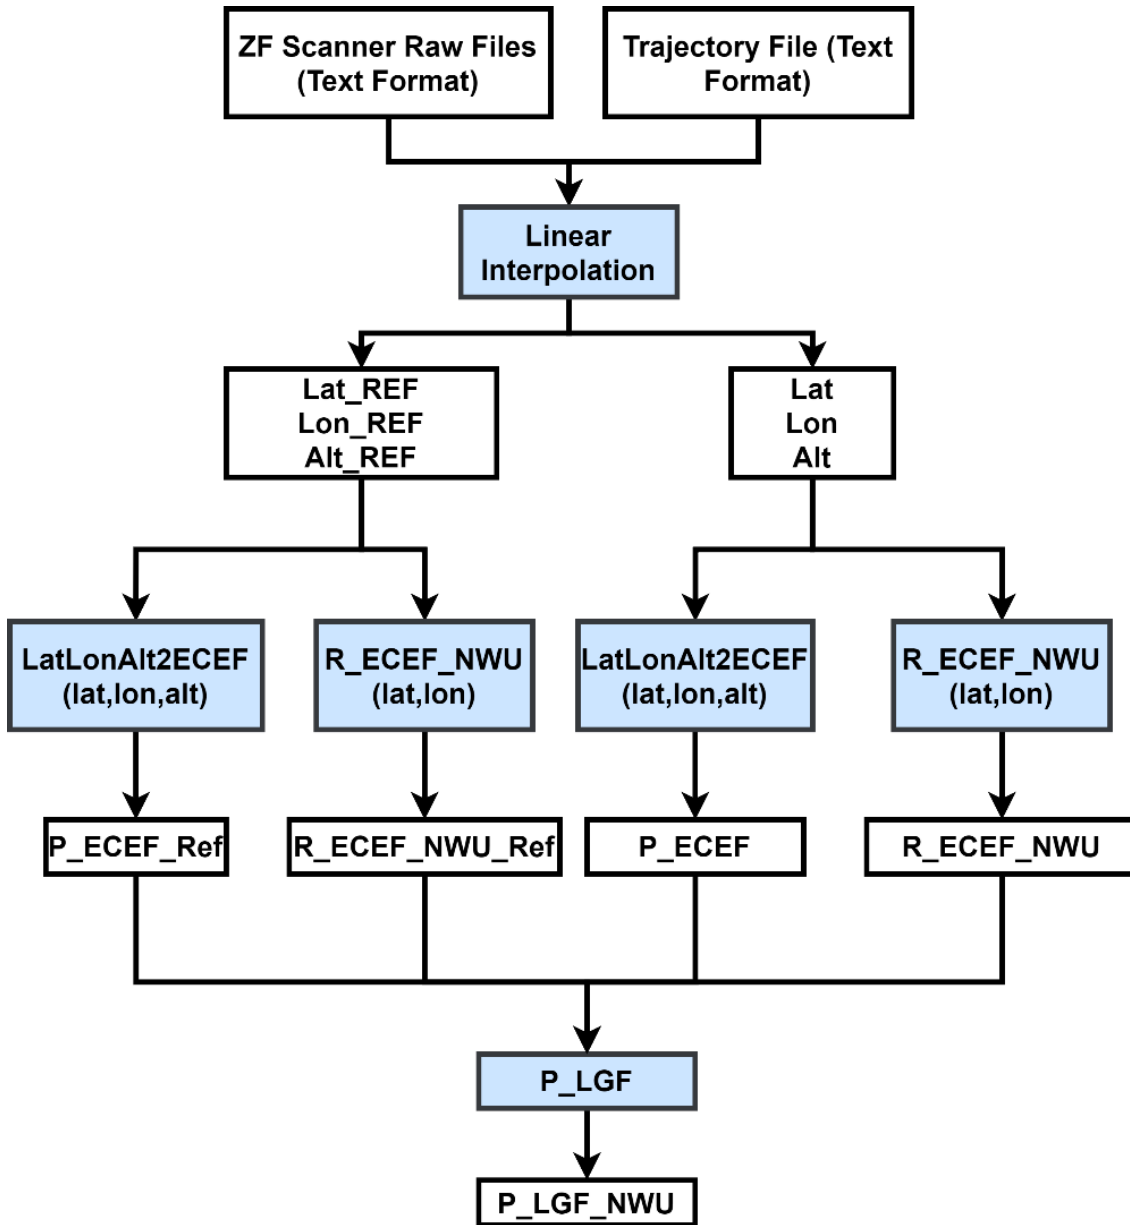 ZF Scanner Raw Files
(Text Format)
Trajectory File (Text
Format)
Linear
Interpolation
Lat_REF
Lon_REF
Alt_REF
Lat
Lon
Alt
LatLonAlt2ECEF
(lat,lon,alt)
R_ECEF_NWU
(lat,lon)
LatLonAlt2ECEF
(lat,lon,alt)
R_ECEF_NWU
(lat,lon)
P_ECEF_Ref
R_ECEF_NWU_Ref
P_ECEF
R_ECEF_NWU
P_LGF
P_LGF_NWU